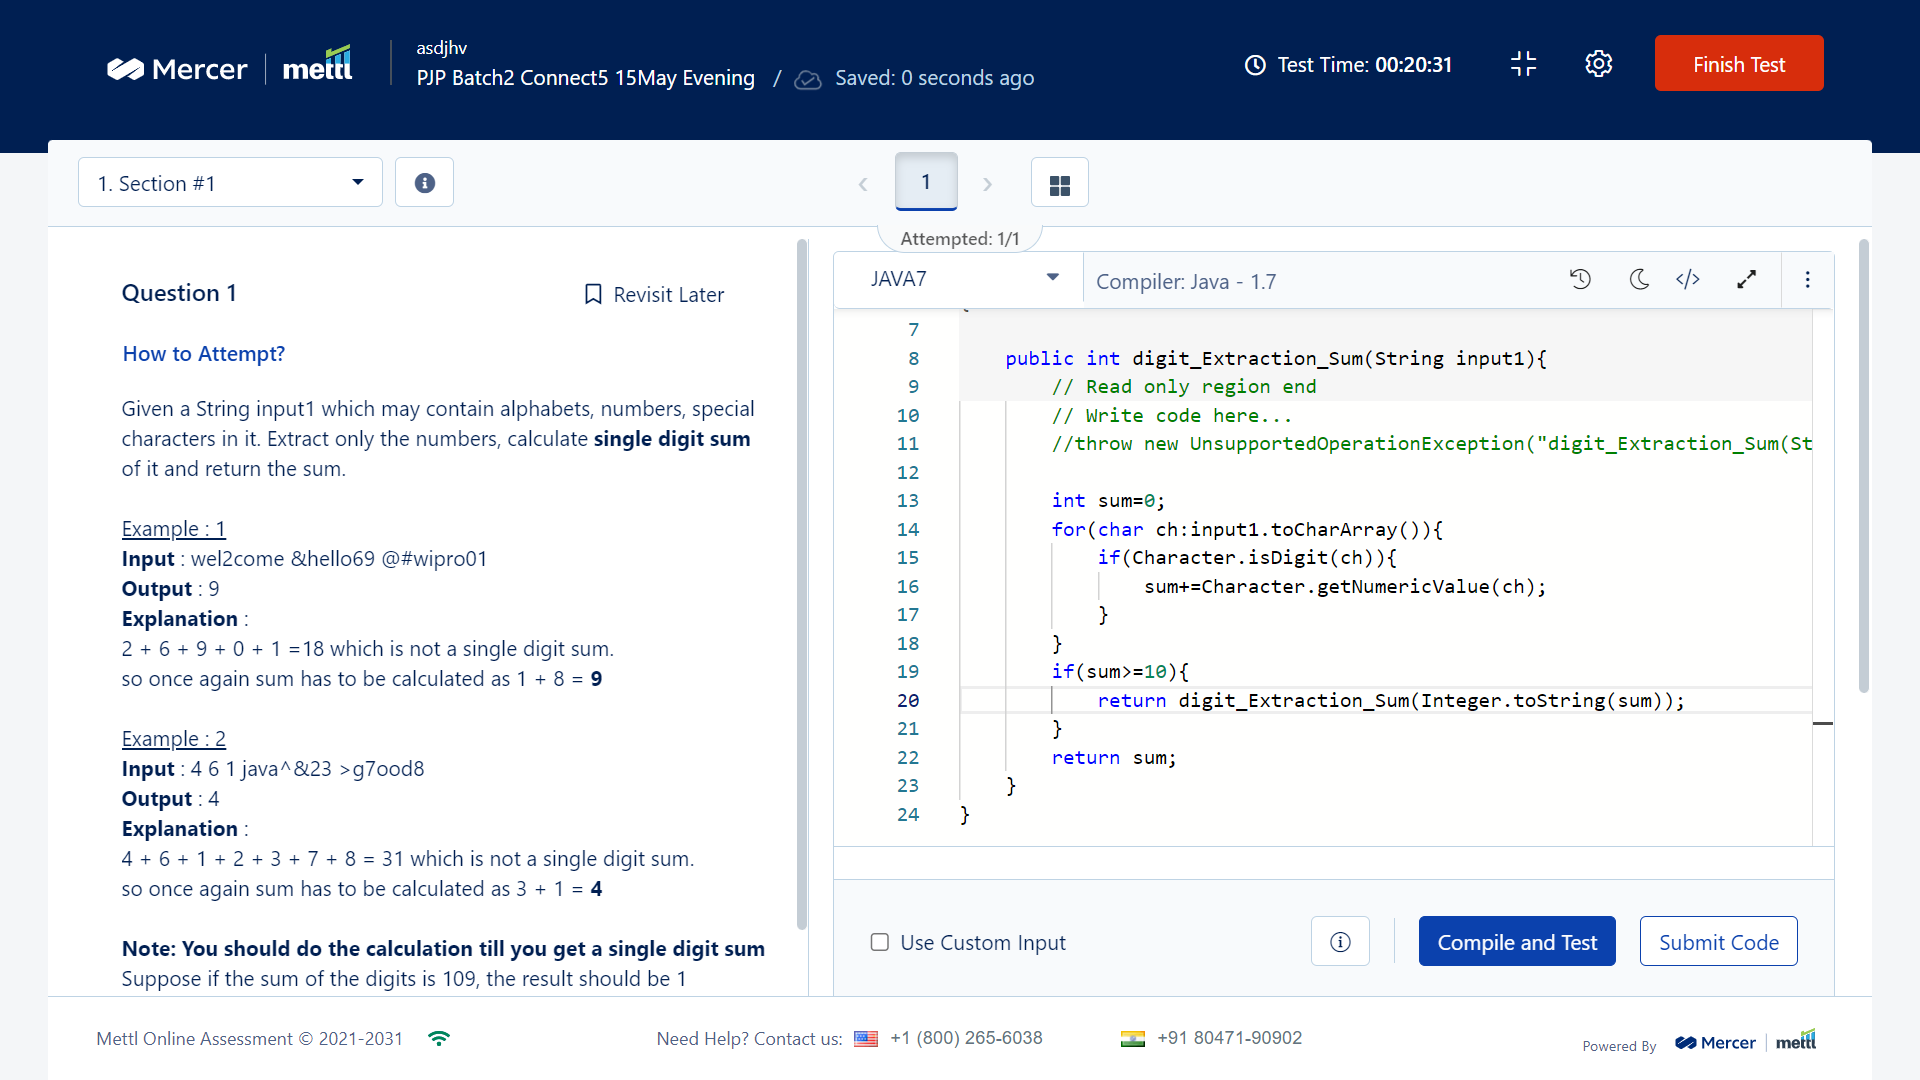 Mercer mettl
asdjhv
PJP Batch2 Connect5 15May Evening / Saved: 0 seconds ago
Test Time: 00:20:31
Finish Test
1. Section #1
1
Attempted: 1/1
Question 1
Revisit Later
How to Attempt?
Given a String input1 which may contain alphabets, numbers, special
characters in it. Extract only the numbers, calculate single digit sum
of it and return the sum.
Example : 1
Input : wel2come &hello69 @#wipro01
Output : 9
Explanation :
2 + 6 + 9 + 0 + 1 =18 which is not a single digit sum.
so once again sum has to be calculated as 1 + 8 = 9
Example : 2
Input : 4 6 1 java^&23 >g7ood8
Output : 4
Explanation :
4 + 6 + 1 + 2 + 3 + 7 + 8 = 31 which is not a single digit sum.
so once again sum has to be calculated as 3 + 1 = 4
Note: You should do the calculation till you get a single digit sum
Suppose if the sum of the digits is 109, the result should be 1
JAVA7
Compiler: Java - 1.7
7
8 public int digit_Extraction_Sum(String input1){
9 // Read only region end
10 // Write code here...
11 //throw new UnsupportedOperationException("digit_Extraction_Sum(St
12
13 int sum=0;
14 for(char ch:input1.toCharArray()){
15 if(Character.isDigit(ch)){
16 sum+=Character.getNumericValue(ch);
17 }
18 }
19 if(sum>=10){
20 return digit_Extraction_Sum(Integer.toString(sum));
21 }
22 return sum;
23 }
24 }
Use Custom Input
Compile and Test
Submit Code
Mettl Online Assessment © 2021-2031
Need Help? Contact us: +1 (800) 265-6038
+91 80471-90902
Powered By Mercer mettl